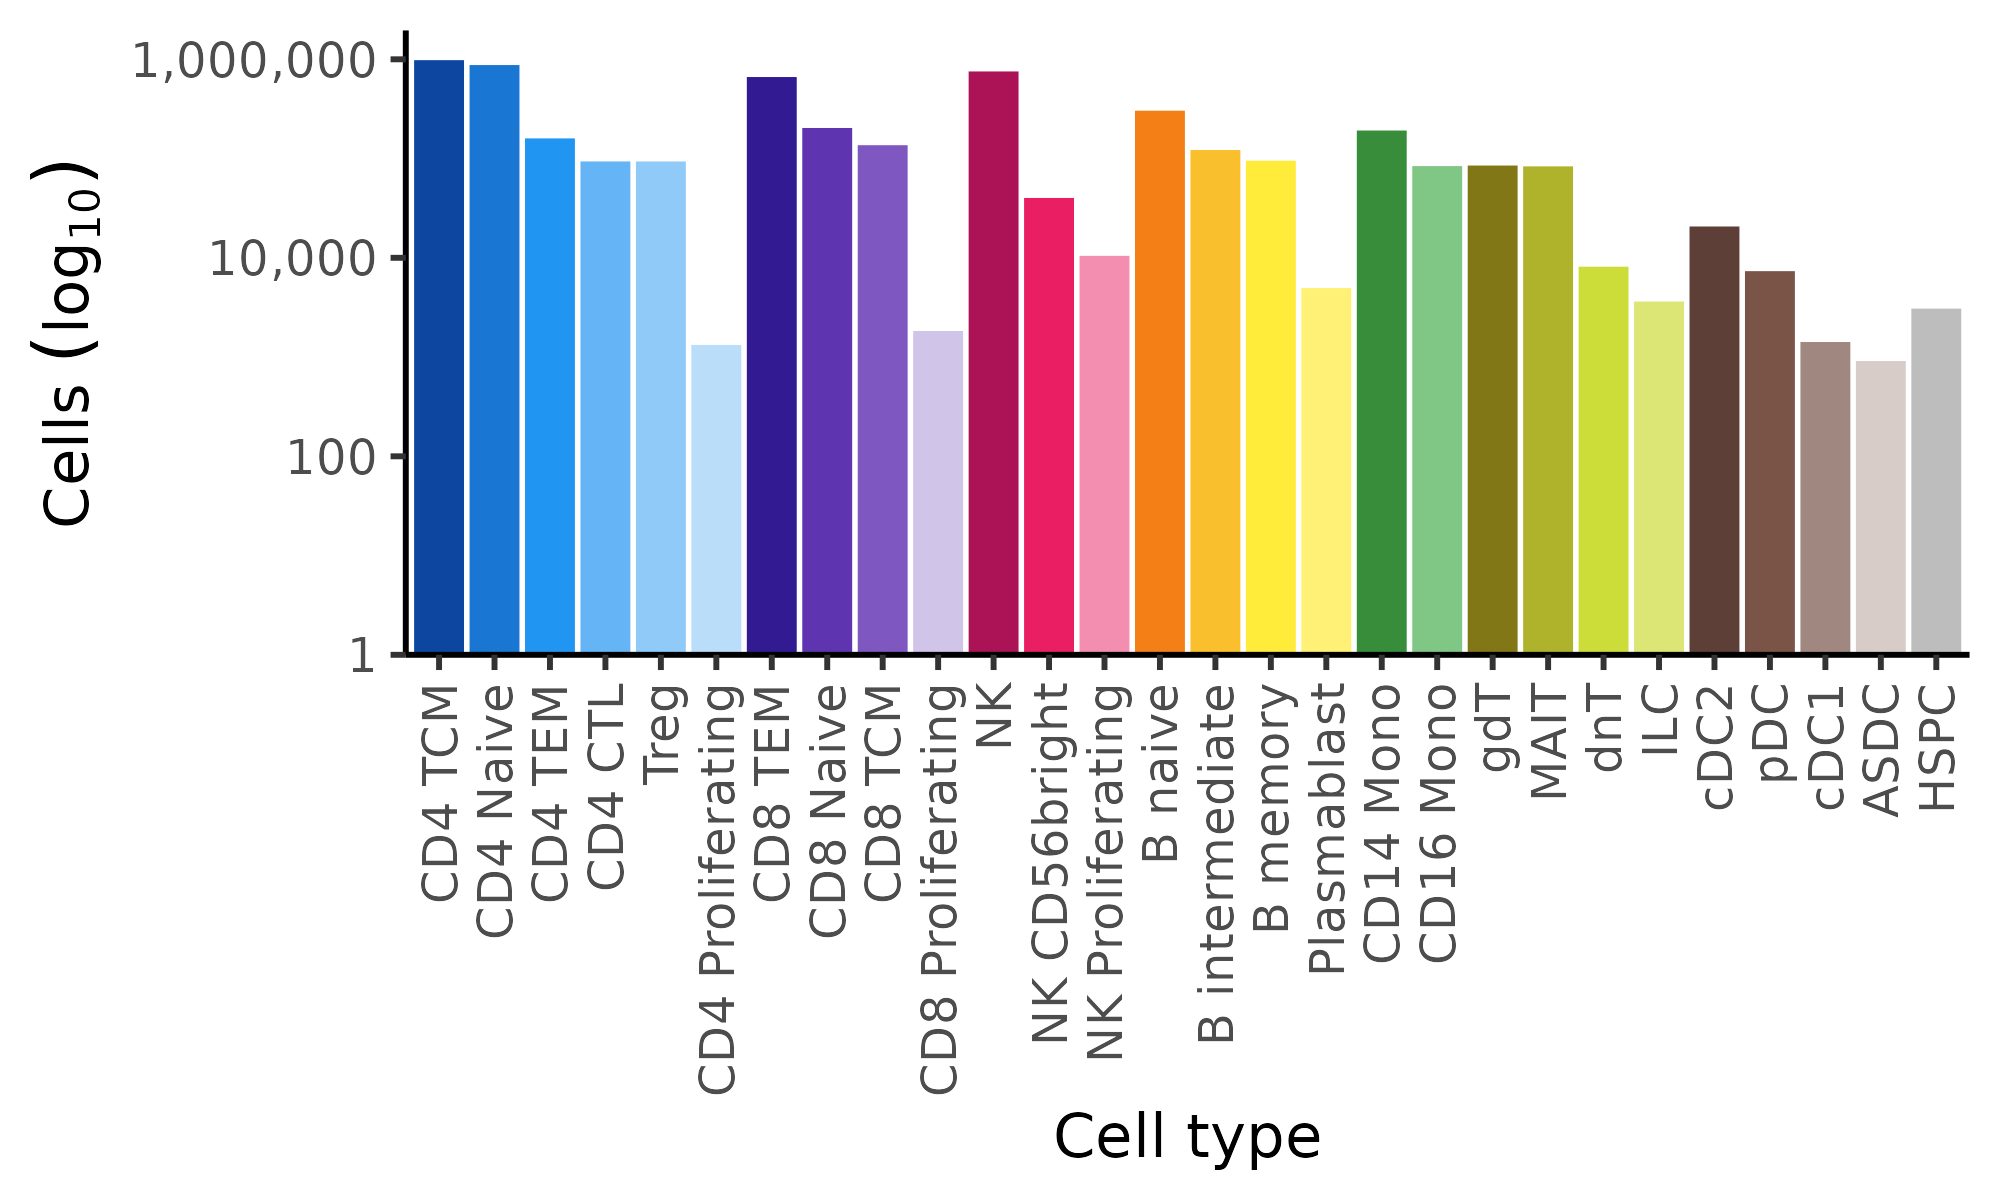 Cells (log10)
1,000,000
10,000
100
1
CD4 TCM
CD4 Naive
CD4 TEM
CD4 CTL
Treg
CD4 Proliferating
CD8 TEM
CD8 Naive
CD8 TCM
CD8 Proliferating
NK
NK CD56bright
NK Proliferating
B naive
B intermediate
B memory
Plasmablast
CD14 Mono
CD16 Mono
gdT
MAIT
dnT
ILC
cDC2
pDC
cDC1
ASDC
HSPC
Cell type